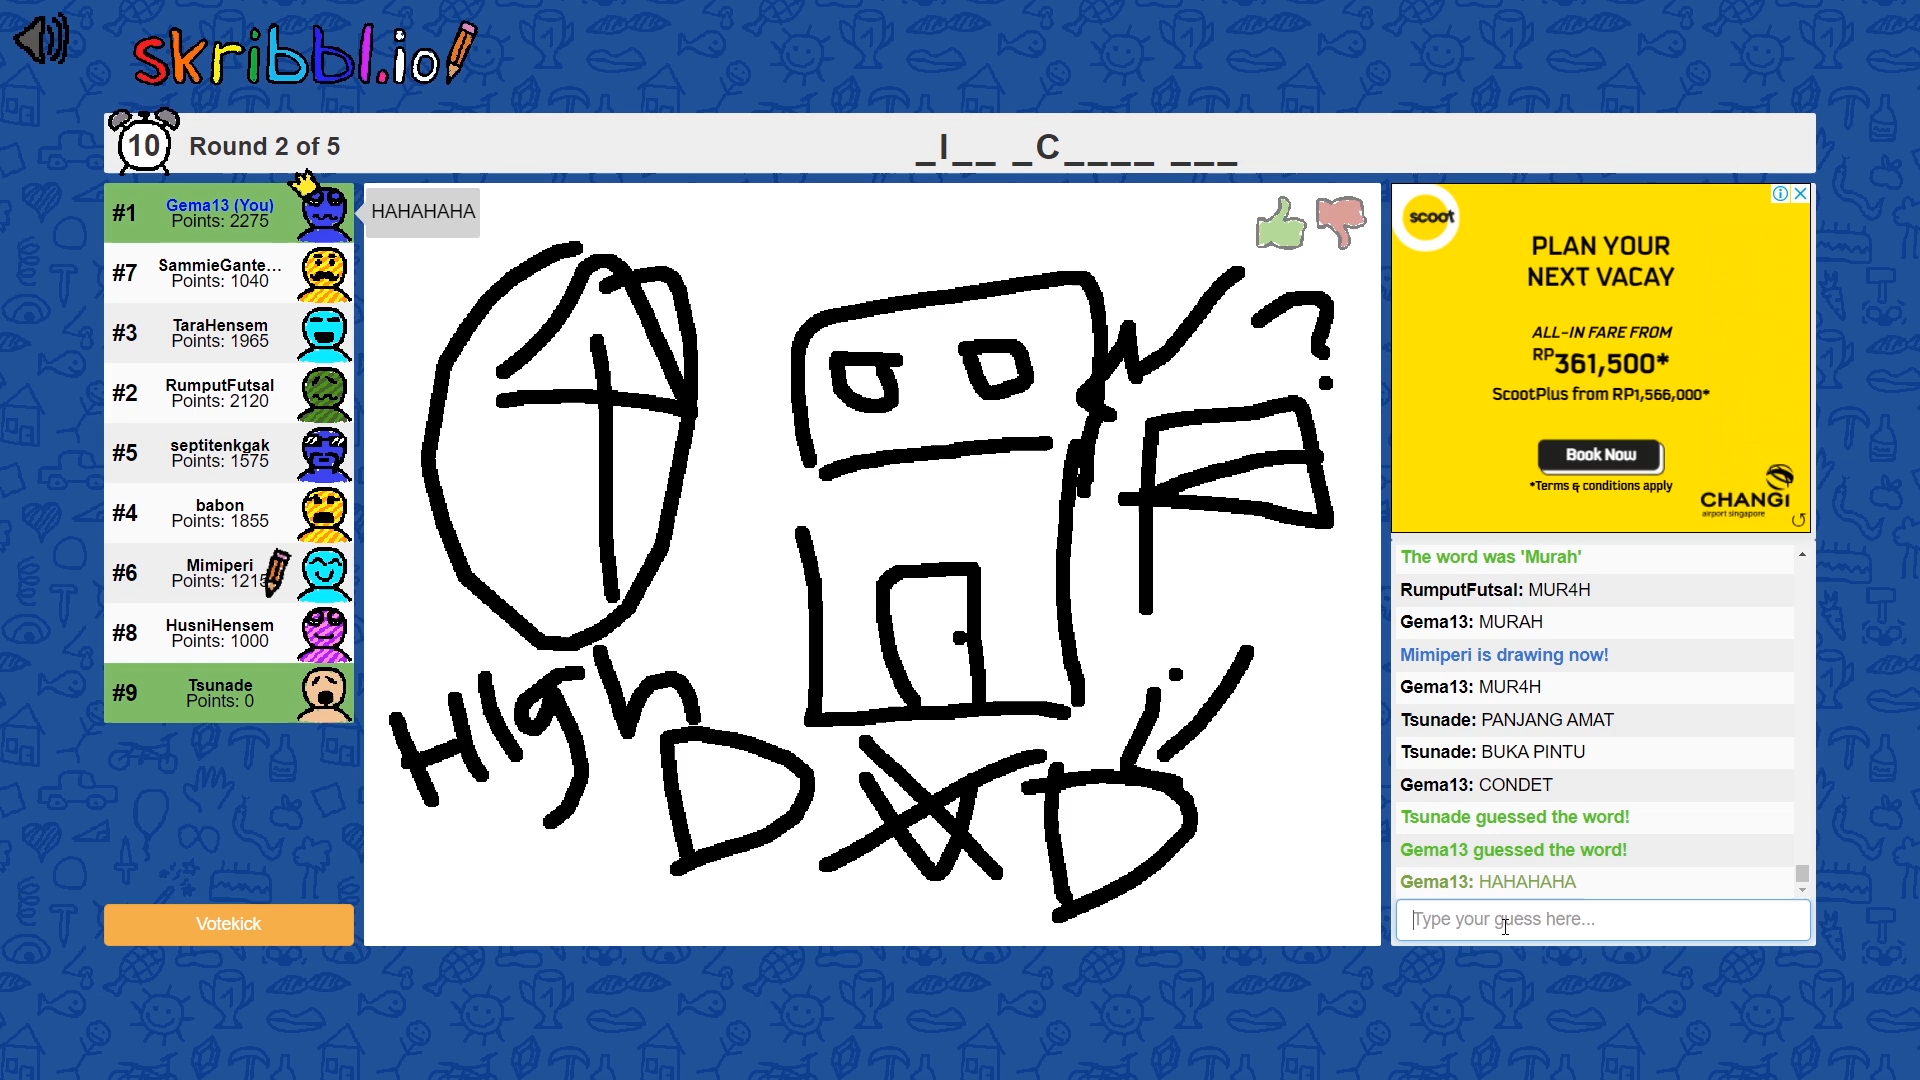 skribbl.io
10 Round 2 of 5
_I__ _C____ ___
#1 Gema13 (You)
Points: 2275
HAHAHAHA
#7 SammieGante...
Points: 1040
#3 TaraHensem
Points: 1965
#2 RumputFutsal
Points: 2120
#5 septitenkgak
Points: 1575
#4 babon
Points: 1855
#6 Mimiperi
Points: 1215
#8 HusniHensem
Points: 1000
#9 Tsunade
Points: 0
Votekick
?
HIgh
scoot
PLAN YOUR
NEXT VACAY
ALL-IN FARE FROM
RP361,500*
ScootPlus from RP1,566,000*
Book Now
*Terms & conditions apply
CHANGI
airport singapore
The word was 'Murah'
RumputFutsal: MUR4H
Gema13: MURAH
Mimiperi is drawing now!
Gema13: MUR4H
Tsunade: PANJANG AMAT
Tsunade: BUKA PINTU
Gema13: CONDET
Tsunade guessed the word!
Gema13 guessed the word!
Gema13: HAHAHAHA
Type your guess here...